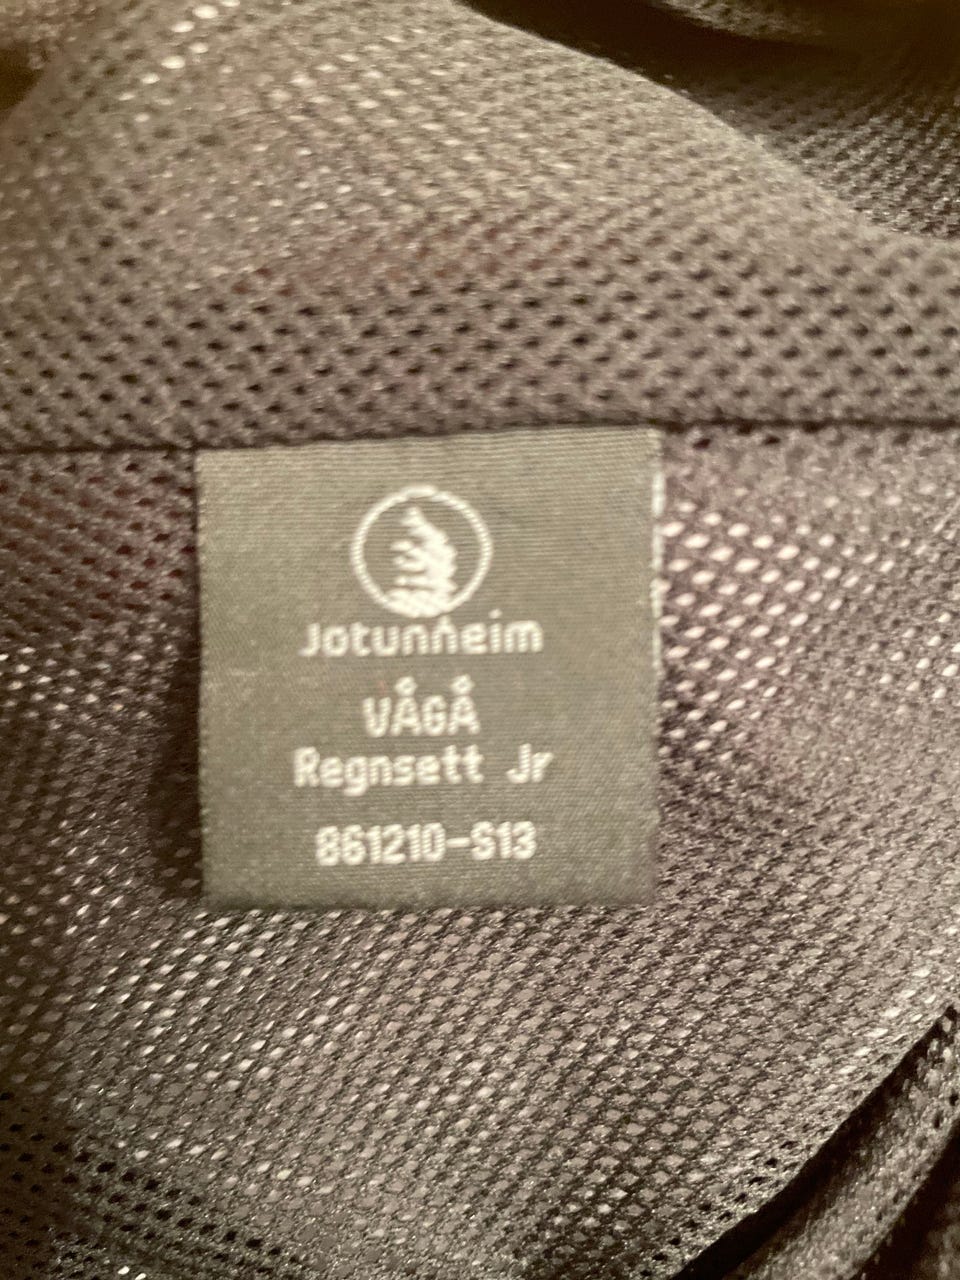 Jotunheim
VÅGÅ
Regnsett Jr
861210-S13